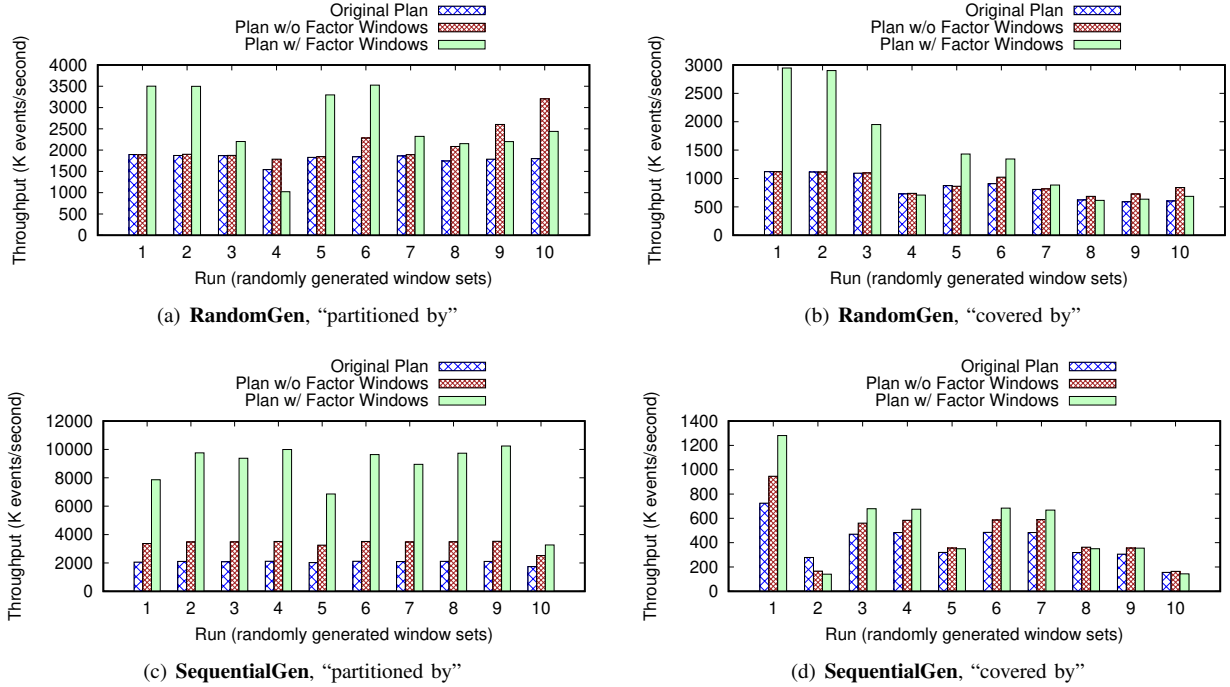 Original Plan
Plan w/o Factor Windows
Plan w/ Factor Windows
Throughput (K events/second)
4000
3500
3000
2500
2000
1500
1000
500
0
1 2 3 4 5 6 7 8 9 10
Run (randomly generated window sets)
(a) RandomGen, “partitioned by”
Original Plan
Plan w/o Factor Windows
Plan w/ Factor Windows
Throughput (K events/second)
3000
2500
2000
1500
1000
500
0
1 2 3 4 5 6 7 8 9 10
Run (randomly generated window sets)
(b) RandomGen, “covered by”
Original Plan
Plan w/o Factor Windows
Plan w/ Factor Windows
Throughput (K events/second)
12000
10000
8000
6000
4000
2000
0
1 2 3 4 5 6 7 8 9 10
Run (randomly generated window sets)
(c) SequentialGen, “partitioned by”
Original Plan
Plan w/o Factor Windows
Plan w/ Factor Windows
Throughput (K events/second)
1400
1200
1000
800
600
400
200
0
1 2 3 4 5 6 7 8 9 10
Run (randomly generated window sets)
(d) SequentialGen, “covered by”